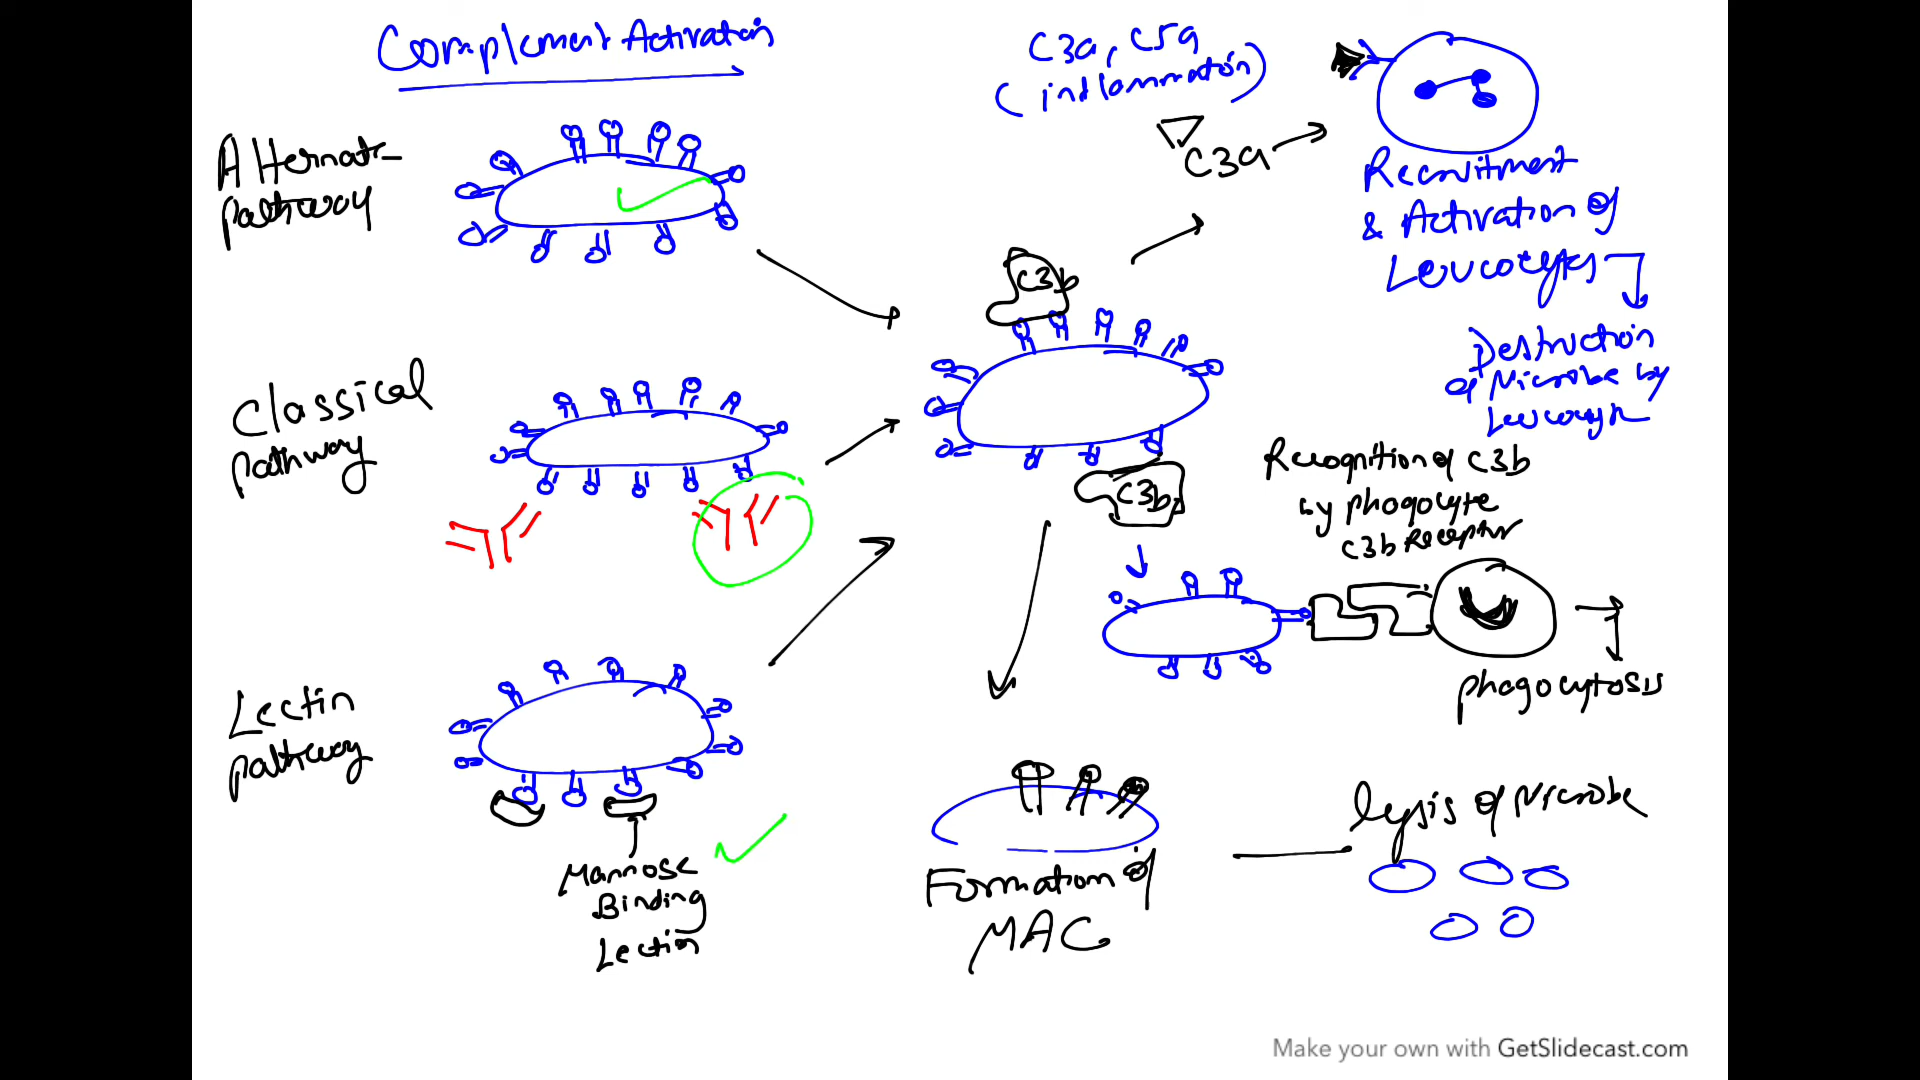 Complement Activation
Alternat-
pathway
Classical
pathway
Lectin
pathway
Mannose
Binding
Lectin
C3b
C3b
C3a, C5a
(inflammation)
C3a
Recruitment
& Activation of
Leucocytes
Destruction
of Microbe by
Recognition of C3b
by phagocyte
C3b Receptor
phagocytosis
Formation of
MAC
lysis of Microbe
Make your own with GetSlidecast.com